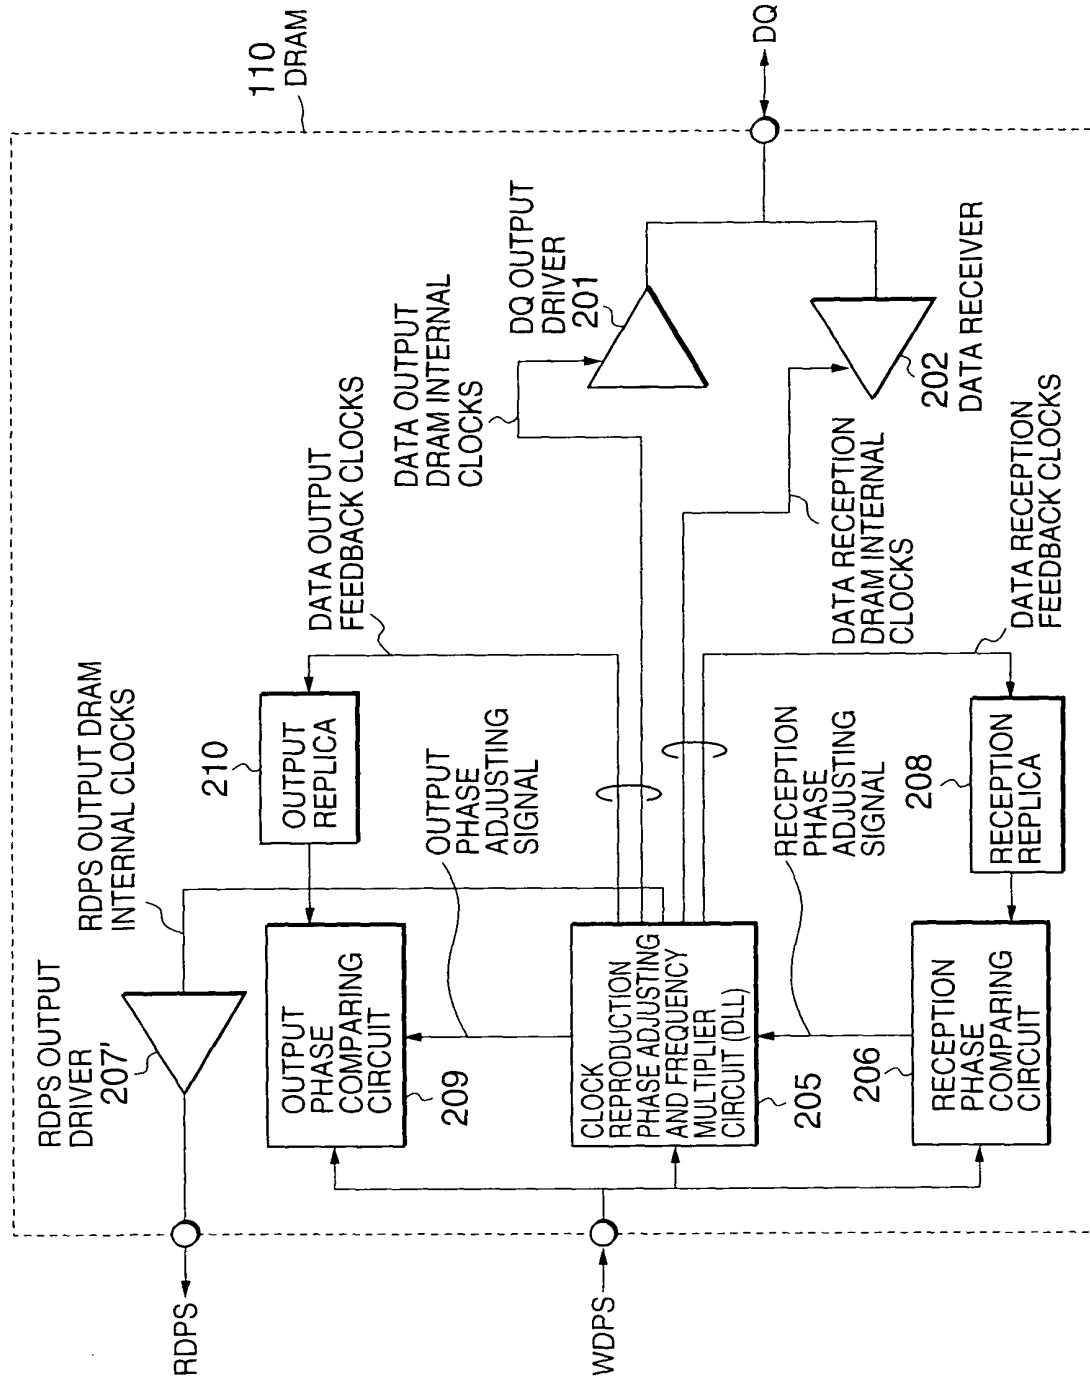 110
DRAM
DQ
RDPS OUTPUT DRAM
INTERNAL CLOCKS
DATA OUTPUT
FEEDBACK CLOCKS
DATA OUTPUT
DRAM INTERNAL
CLOCKS
DQ OUTPUT
DRIVER
201
202
DATA RECEIVER
DATA RECEPTION
DRAM INTERNAL
CLOCKS
DATA RECEPTION
FEEDBACK CLOCKS
210
OUTPUT
REPLICA
OUTPUT
PHASE
ADJUSTING
SIGNAL
RECEPTION
PHASE
ADJUSTING
SIGNAL
208
RECEPTION
REPLICA
RDPS OUTPUT
DRIVER
207'
OUTPUT
PHASE
COMPARING
CIRCUIT
209
CLOCK
REPRODUCTION
PHASE ADJUSTING
AND FREQUENCY
MULTIPLIER
CIRCUIT (DLL)
205
206
RECEPTION
PHASE
COMPARING
CIRCUIT
RDPS
WDPS